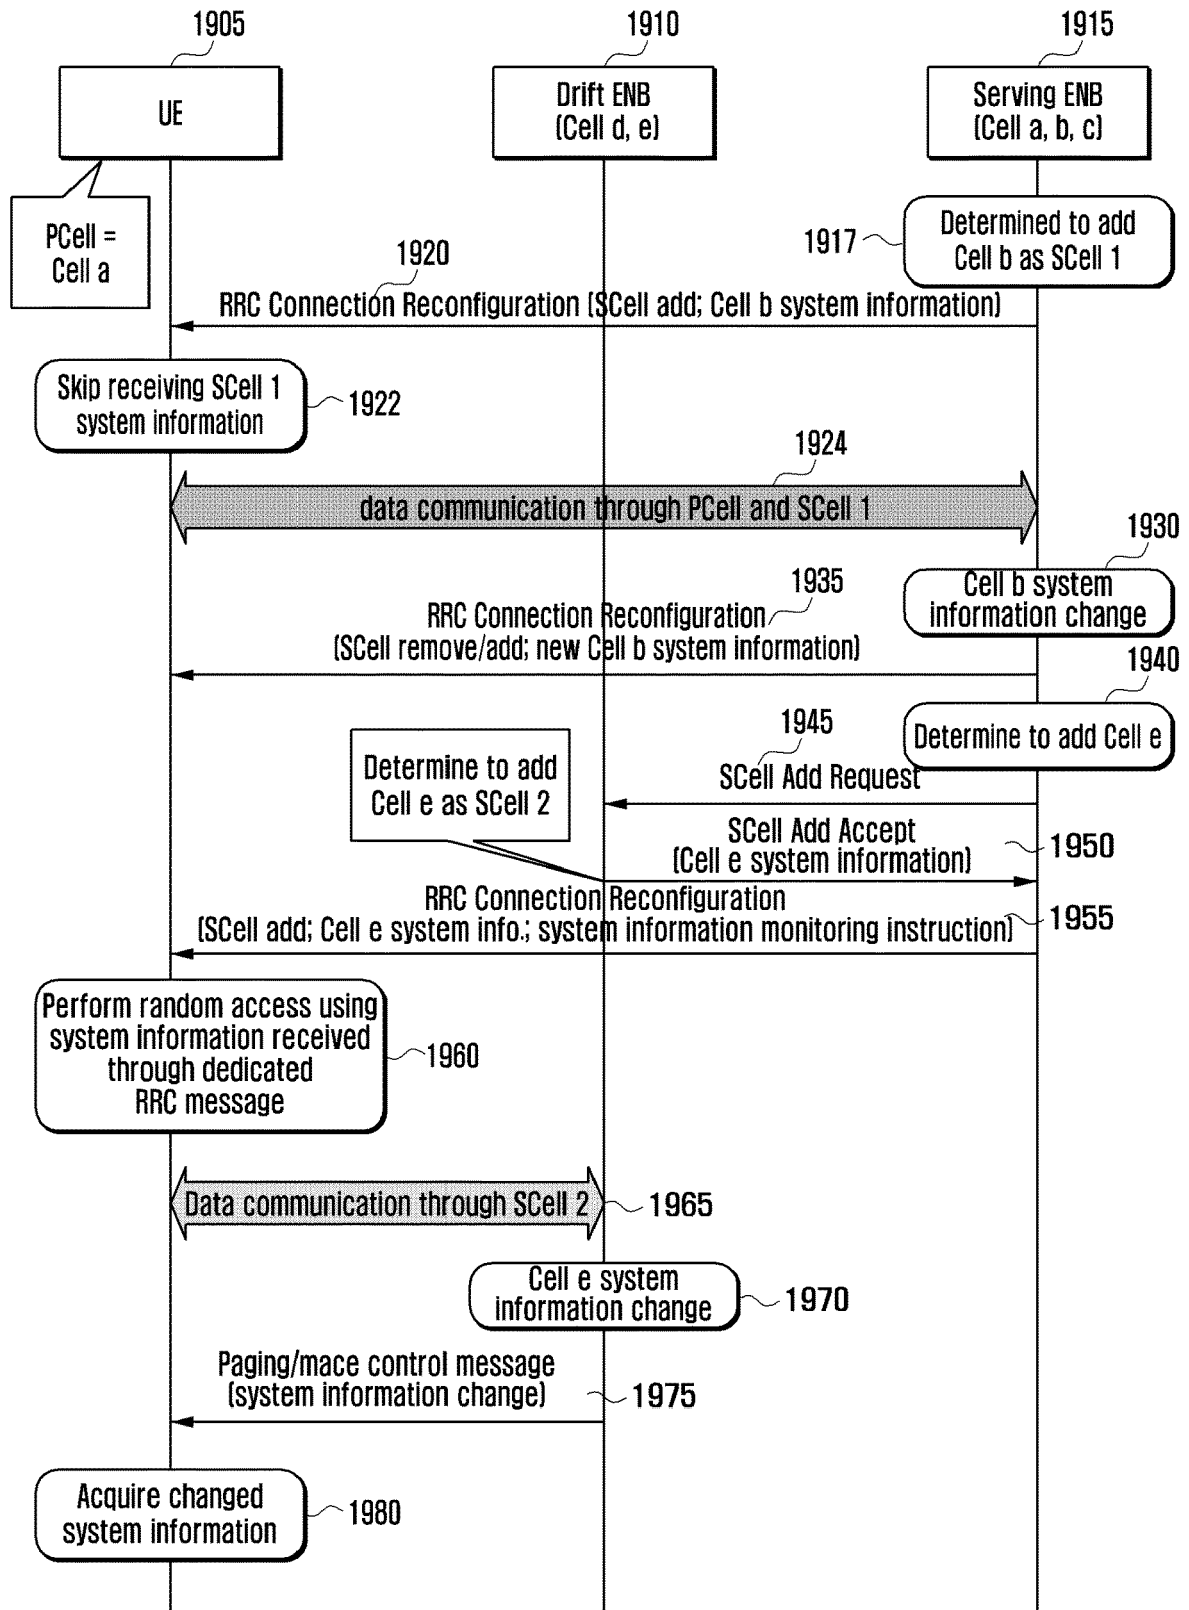 1905
1910
1915
UE
Drift ENB
(Cell d, e)
Serving ENB
(Cell a, b, c)
PCell =
Cell a
1917
Determined to add
Cell b as SCell 1
1920
RRC Connection Reconfiguration (SCell add; Cell b system information)
Skip receiving SCell 1
system information
1922
1924
data communication through PCell and SCell 1
1930
Cell b system
information change
1935
RRC Connection Reconfiguration
(SCell remove/add; new Cell b system information)
1940
Determine to add Cell e
1945
SCell Add Request
Determine to add
Cell e as SCell 2
SCell Add Accept
(Cell e system information)
1950
RRC Connection Reconfiguration
(SCell add; Cell e system info.; system information monitoring instruction)
1955
Perform random access using
system information received
through dedicated
RRC message
1960
Data communication through SCell 2
1965
Cell e system
information change
1970
Paging/mace control message
(system information change)
1975
Acquire changed
system information
1980